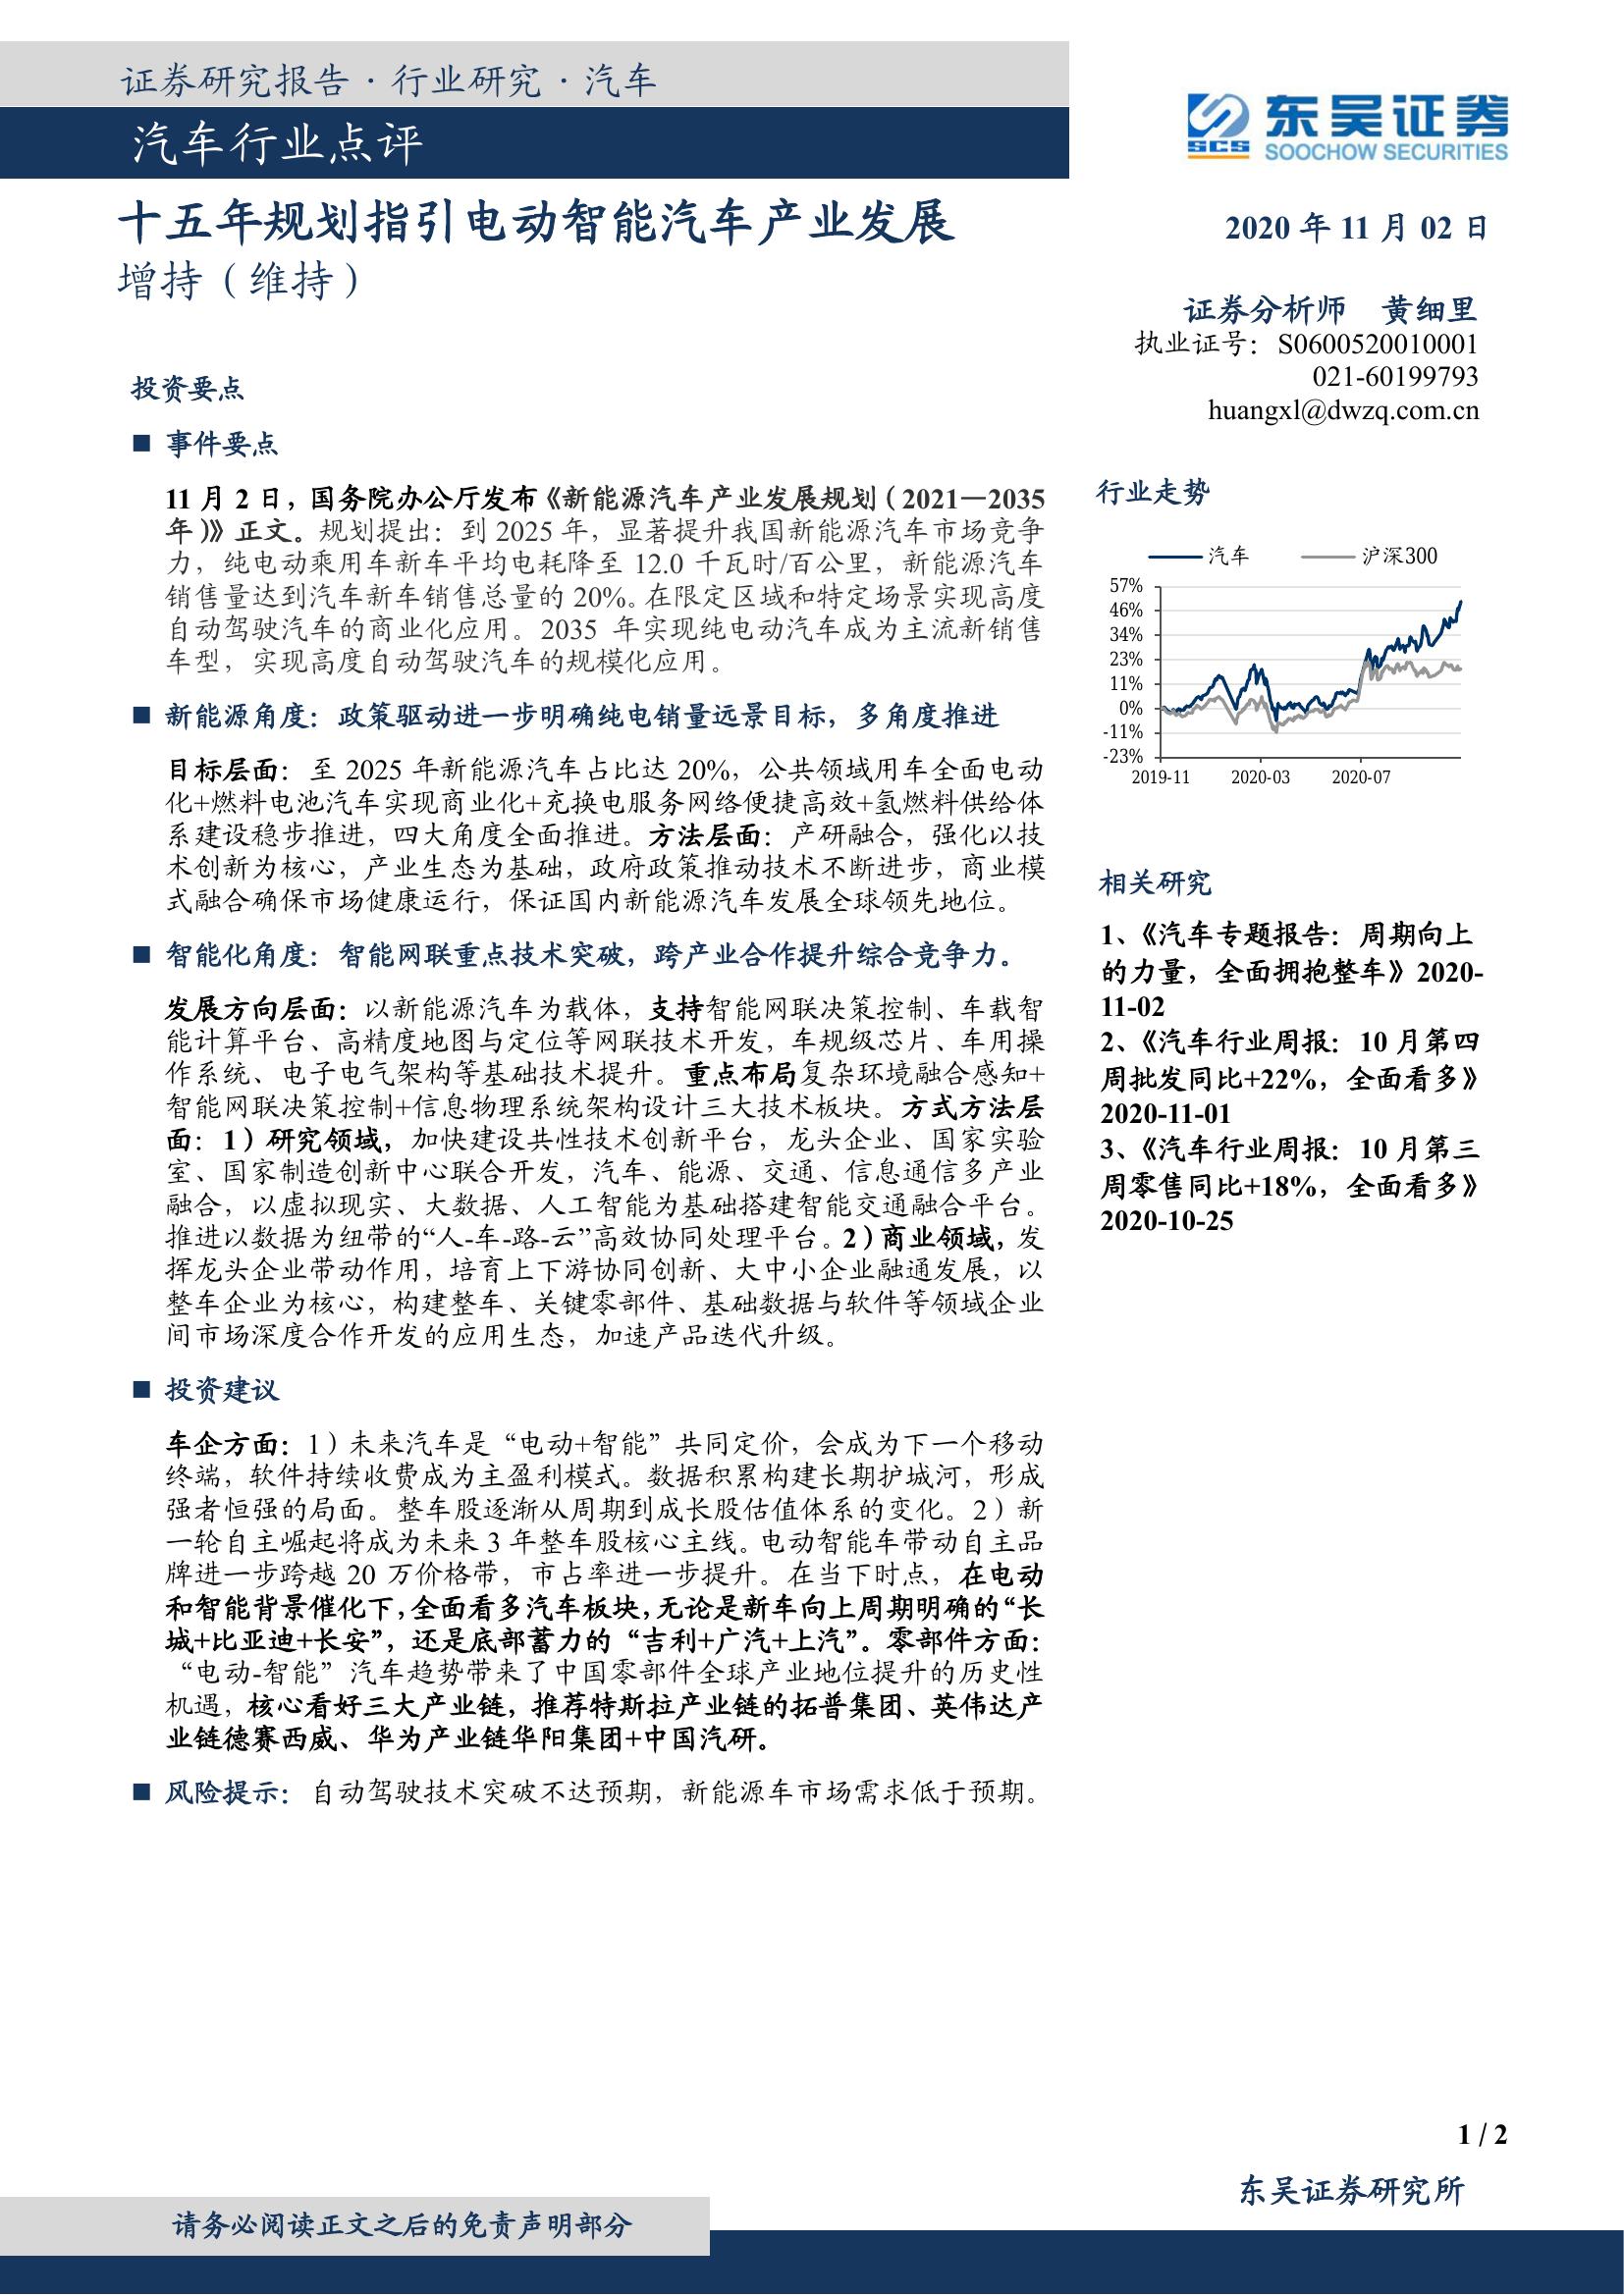 证券研究报告·行业研究·汽车
汽车行业点评
十五年规划指引电动智能汽车产业发展
增持（维持）
投资要点
■ 事件要点
11 月 2 日，国务院办公厅发布《新能源汽车产业发展规划（2021—2035
年）》正文。规划提出：到 2025 年，显著提升我国新能源汽车市场竞争
力，纯电动乘用车新车平均电耗降至 12.0 千瓦时/百公里，新能源汽车
销售量达到汽车新车销售总量的 20%。在限定区域和特定场景实现高度
自动驾驶汽车的商业化应用。2035 年实现纯电动汽车成为主流新销售
车型，实现高度自动驾驶汽车的规模化应用。
■ 新能源角度：政策驱动进一步明确纯电销量远景目标，多角度推进
目标层面：至 2025 年新能源汽车占比达 20%，公共领域用车全面电动
化+燃料电池汽车实现商业化+充换电服务网络便捷高效+氢燃料供给体
系建设稳步推进，四大角度全面推进。方法层面：产研融合，强化以技
术创新为核心，产业生态为基础，政府政策推动技术不断进步，商业模
式融合确保市场健康运行，保证国内新能源汽车发展全球领先地位。
■ 智能化角度：智能网联重点技术突破，跨产业合作提升综合竞争力。
发展方向层面：以新能源汽车为载体，支持智能网联决策控制、车载智
能计算平台、高精度地图与定位等网联技术开发，车规级芯片、车用操
作系统、电子电气架构等基础技术提升。重点布局复杂环境融合感知+
智能网联决策控制+信息物理系统架构设计三大技术板块。方式方法层
面：1）研究领域，加快建设共性技术创新平台，龙头企业、国家实验
室、国家制造创新中心联合开发，汽车、能源、交通、信息通信多产业
融合，以虚拟现实、大数据、人工智能为基础搭建智能交通融合平台。
推进以数据为纽带的“人-车-路-云”高效协同处理平台。2）商业领域，发
挥龙头企业带动作用，培育上下游协同创新、大中小企业融通发展，以
整车企业为核心，构建整车、关键零部件、基础数据与软件等领域企业
间市场深度合作开发的应用生态，加速产品迭代升级。
■ 投资建议
车企方面：1）未来汽车是“电动+智能”共同定价，会成为下一个移动
终端，软件持续收费成为主盈利模式。数据积累构建长期护城河，形成
强者恒强的局面。整车股逐渐从周期到成长股估值体系的变化。2）新
一轮自主崛起将成为未来 3 年整车股核心主线。电动智能车带动自主品
牌进一步跨越 20 万价格带，市占率进一步提升。在当下时点，在电动
和智能背景催化下，全面看多汽车板块，无论是新车向上周期明确的“长
城+比亚迪+长安”，还是底部蓄力的“吉利+广汽+上汽”。零部件方面：
“电动-智能”汽车趋势带来了中国零部件全球产业地位提升的历史性
机遇，核心看好三大产业链，推荐特斯拉产业链的拓普集团、英伟达产
业链德赛西威、华为产业链华阳集团+中国汽研。
■ 风险提示：自动驾驶技术突破不达预期，新能源车市场需求低于预期。
SCS
东吴证券
SOOCHOW SECURITIES
2020 年 11 月 02 日
证券分析师 黄细里
执业证号：S0600520010001
021-60199793
huangxl@dwzq.com.cn
行业走势
汽车 沪深300
57%
46%
34%
23%
11%
0%
-11%
-23%
2019-11 2020-03 2020-07
相关研究
1、《汽车专题报告：周期向上
的力量，全面拥抱整车》2020-
11-02
2、《汽车行业周报：10 月第四
周批发同比+22%，全面看多》
2020-11-01
3、《汽车行业周报：10 月第三
周零售同比+18%，全面看多》
2020-10-25
1 / 2
东吴证券研究所
请务必阅读正文之后的免责声明部分